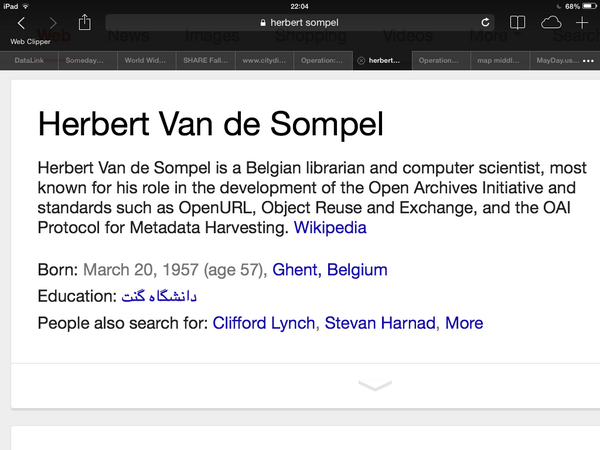 iPad 22:04 68%
herbert sompel
Web News Images Shopping Videos More Search
Web Clipper
DataLink Someday... World Wid... SHARE Fall... www.citydi... Operation:... herbert... Operation... map middl... MayDay.us...
Herbert Van de Sompel
Herbert Van de Sompel is a Belgian librarian and computer scientist, most
known for his role in the development of the Open Archives Initiative and
standards such as OpenURL, Object Reuse and Exchange, and the OAI
Protocol for Metadata Harvesting. Wikipedia
Born: March 20, 1957 (age 57), Ghent, Belgium
Education: دانشگاه گنت
People also search for: Clifford Lynch, Stevan Harnad, More